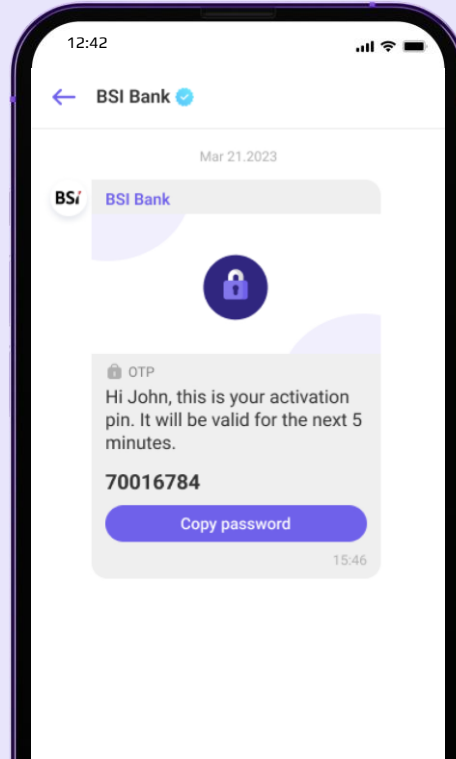 12:42
BSI Bank
Mar 21.2023
BSI
BSI Bank
OTP
Hi John, this is your activation
pin. It will be valid for the next 5
minutes.
70016784
Copy password
15:46